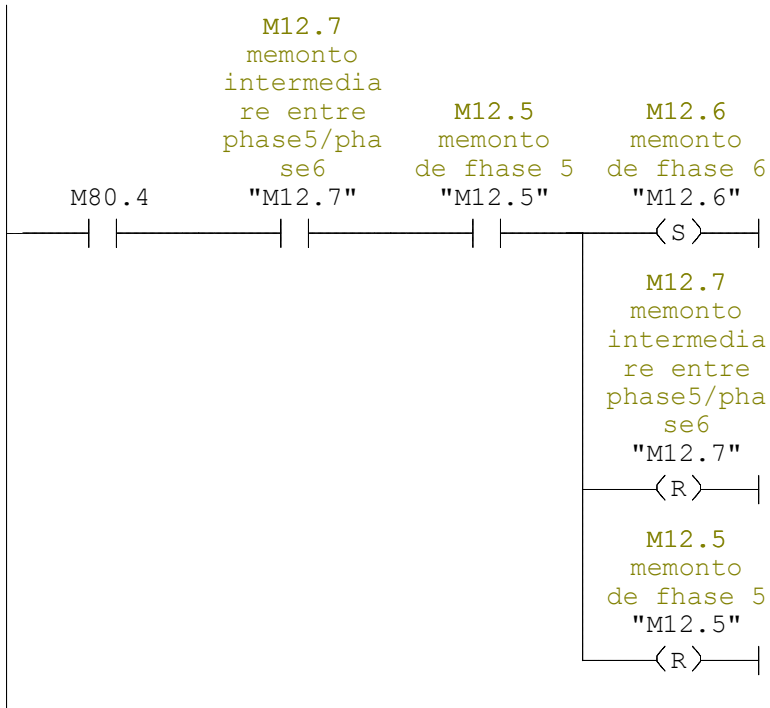 M12.7
memonto
intermedia
re entre
phase5/pha
se6
"M12.7"
M12.5
memonto
de fhase 5
"M12.5"
M12.6
memonto
de fhase 6
"M12.6"
M80.4
S
M12.7
memonto
intermedia
re entre
phase5/pha
se6
"M12.7"
R
M12.5
memonto
de fhase 5
"M12.5"
R